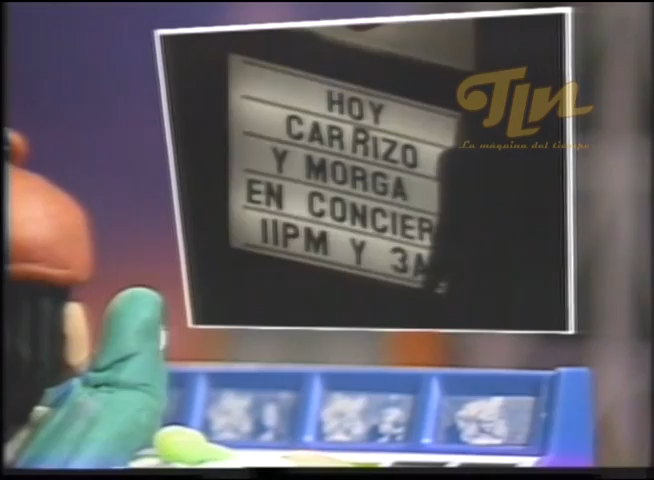 HOY
CARRIZO
Y MORGA
EN CONCIER
11PM Y 3A
TLN
La máquina del tiempo